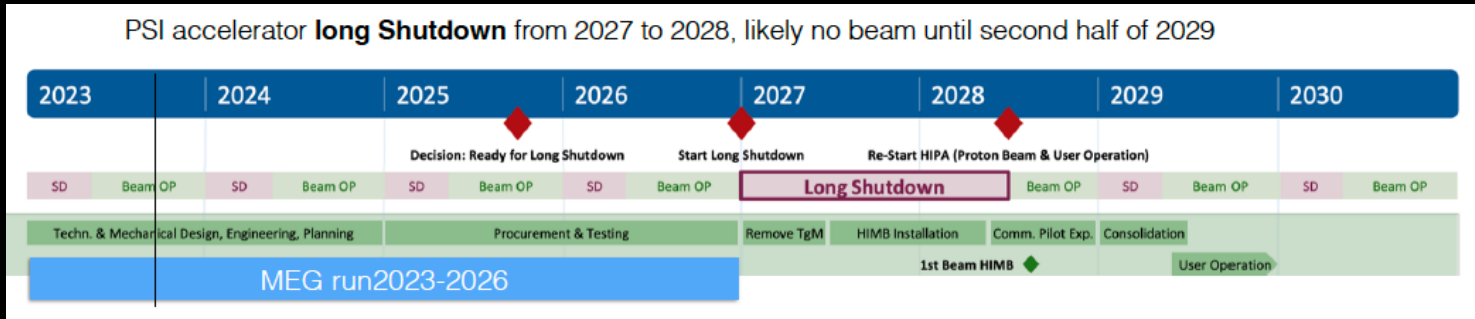 PSI accelerator long Shutdown from 2027 to 2028, likely no beam until second half of 2029
2023 2024 2025 2026 2027 2028 2029 2030
Decision: Ready for Long Shutdown Start Long Shutdown Re-Start HIPA (Proton Beam & User Operation)
SD Beam OP SD Beam OP SD Beam OP SD Beam OP Long Shutdown Beam OP SD Beam OP SD Beam OP
Techn. & Mechanical Design, Engineering, Planning Procurement & Testing Remove TgM HIMB Installation Comm. Pilot Exp. Consolidation
1st Beam HIMB User Operation
MEG run2023-2026